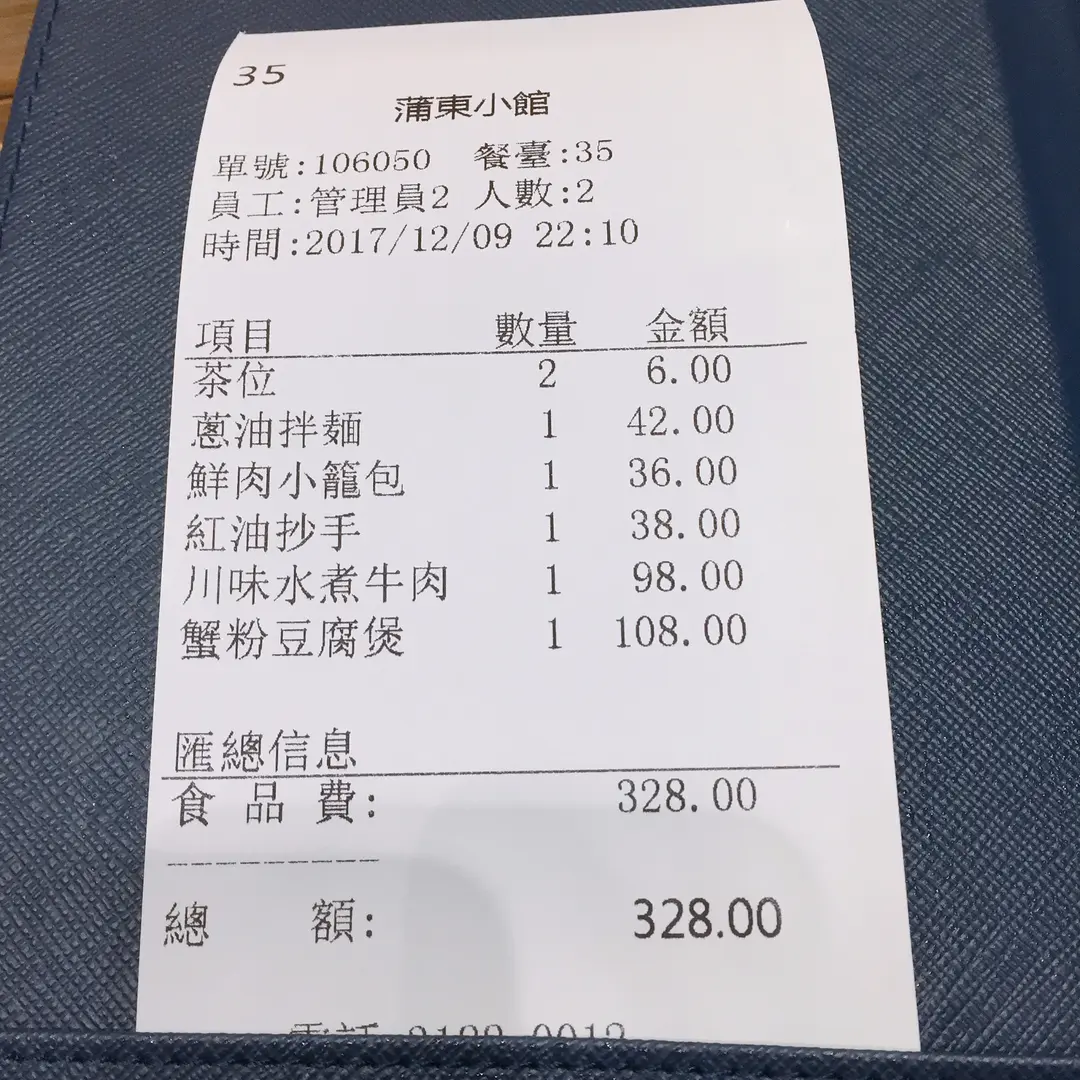 35
蒲東小館
單號:106050 餐臺:35
員工:管理員2 人數:2
時間:2017/12/09 22:10
項目 數量 金額
茶位 2 6.00
蔥油拌麵 1 42.00
鮮肉小籠包 1 36.00
紅油抄手 1 38.00
川味水煮牛肉 1 98.00
蟹粉豆腐煲 1 108.00
匯總信息
食 品 費: 328.00
--------------------
總 額: 328.00
電話